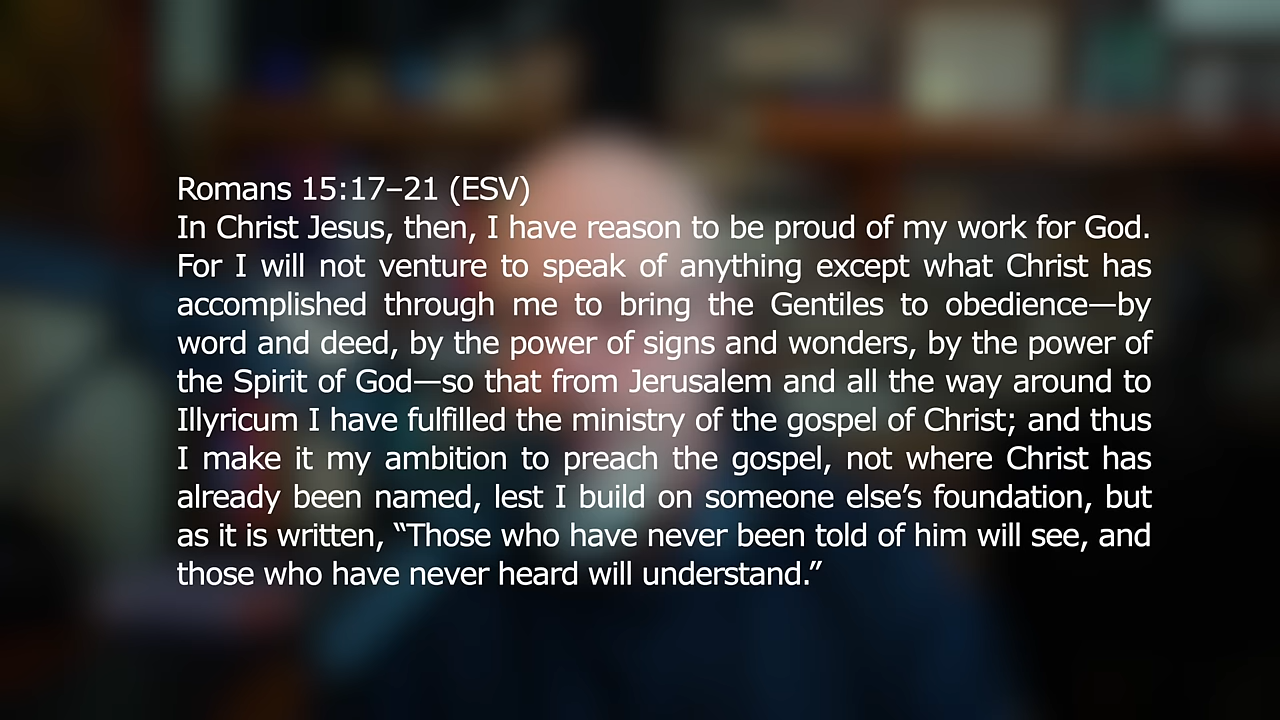 Romans 15:17–21 (ESV)
In Christ Jesus, then, I have reason to be proud of my work for God.
For I will not venture to speak of anything except what Christ has
accomplished through me to bring the Gentiles to obedience—by
word and deed, by the power of signs and wonders, by the power of
the Spirit of God—so that from Jerusalem and all the way around to
Illyricum I have fulfilled the ministry of the gospel of Christ; and thus
I make it my ambition to preach the gospel, not where Christ has
already been named, lest I build on someone else’s foundation, but
as it is written, “Those who have never been told of him will see, and
those who have never heard will understand.”